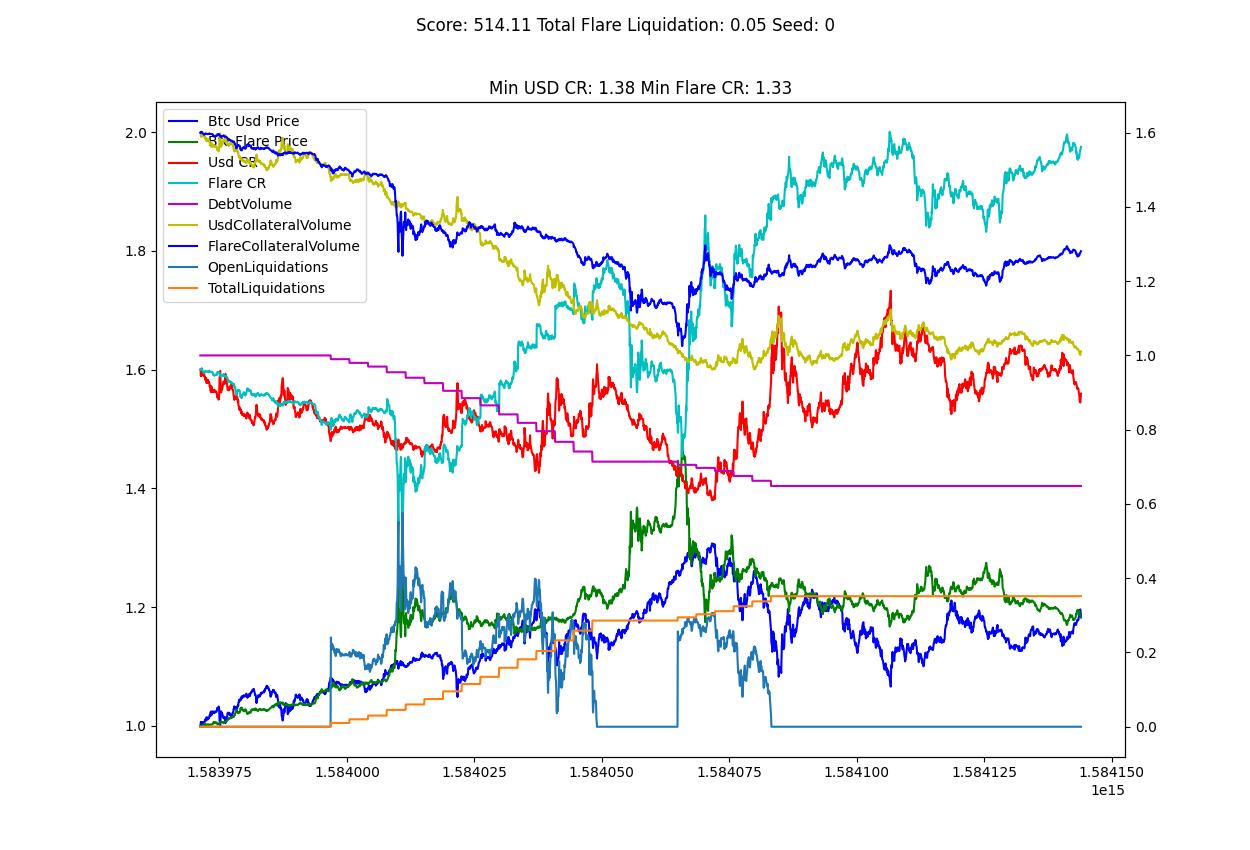 Score: 514.11 Total Flare Liquidation: 0.05 Seed: 0
Min USD CR: 1.38 Min Flare CR: 1.33
Btc Usd Price
Btc Flare Price
Usd CR
Flare CR
DebtVolume
UsdCollateralVolume
FlareCollateralVolume
OpenLiquidations
TotalLiquidations
2.0
1.8
1.6
1.4
1.2
1.0
1.6
1.4
1.2
1.0
0.8
0.6
0.4
0.2
0.0
1.583975 1.584000 1.584025 1.584050 1.584075 1.584100 1.584125 1.584150
1e15